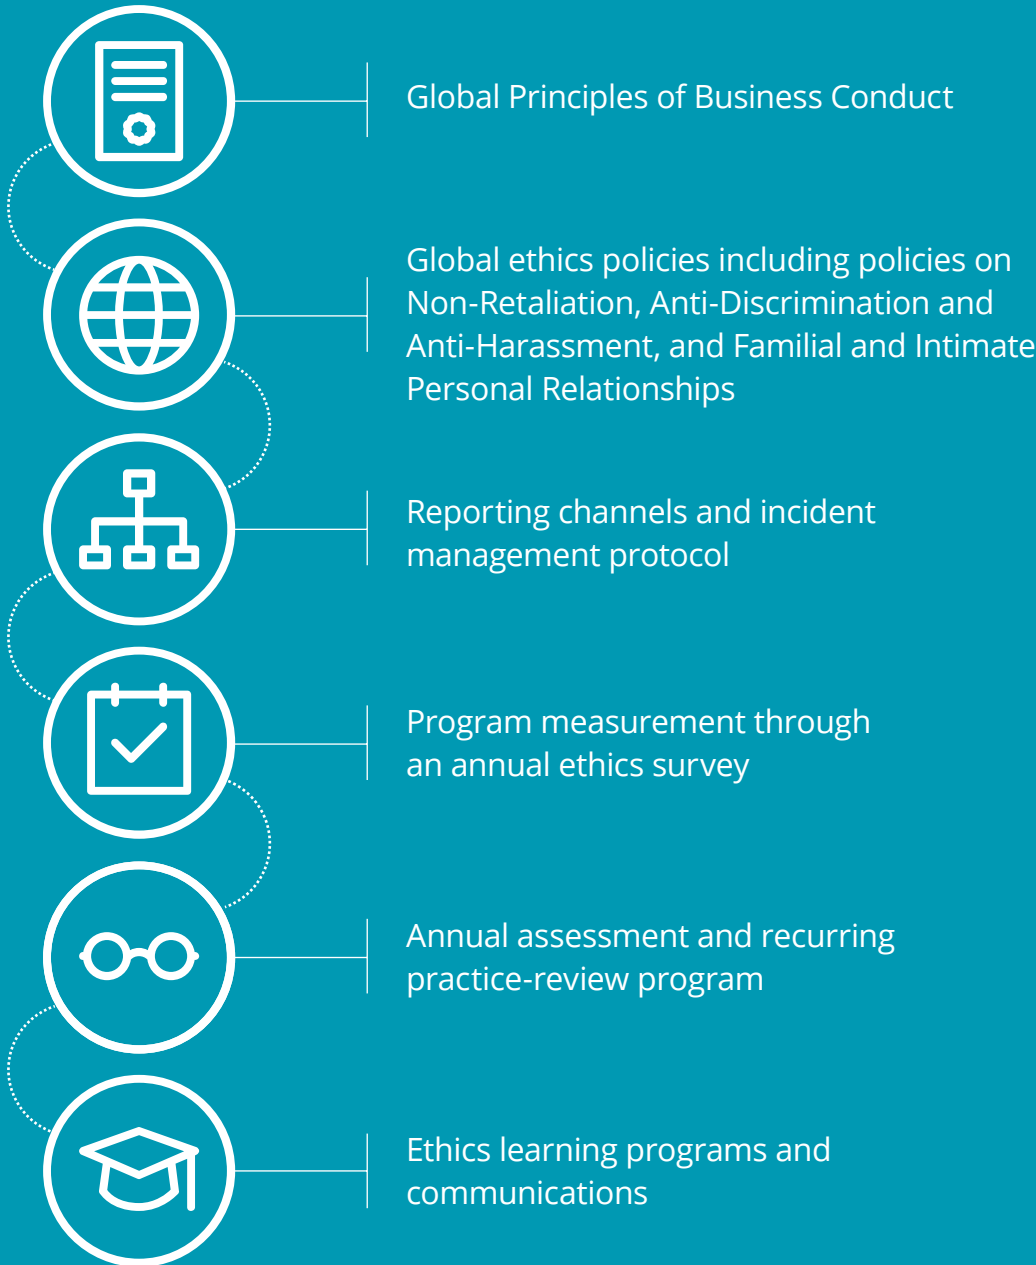 Global Principles of Business Conduct
Global ethics policies including policies on
Non-Retaliation, Anti-Discrimination and
Anti-Harassment, and Familial and Intimate
Personal Relationships
Reporting channels and incident
management protocol
Program measurement through
an annual ethics survey
Annual assessment and recurring
practice-review program
Ethics learning programs and
communications